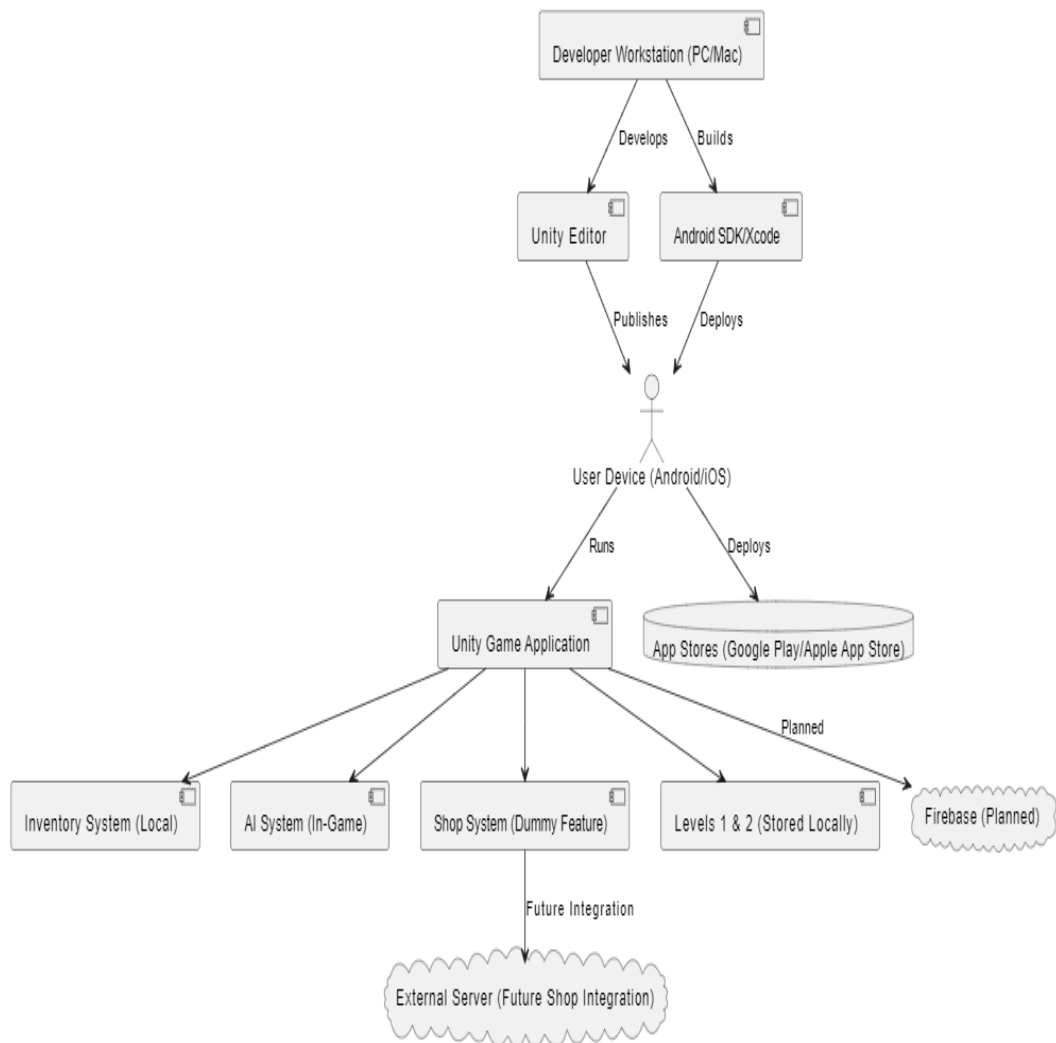 Developer Workstation (PC/Mac)
Develops
Builds
Unity Editor
Android SDK/Xcode
Publishes
Deploys
User Device (Android/iOS)
Runs
Deploys
Unity Game Application
App Stores (Google Play/Apple App Store)
Planned
Inventory System (Local)
AI System (In-Game)
Shop System (Dummy Feature)
Levels 1 & 2 (Stored Locally)
Firebase (Planned)
Future Integration
External Server (Future Shop Integration)